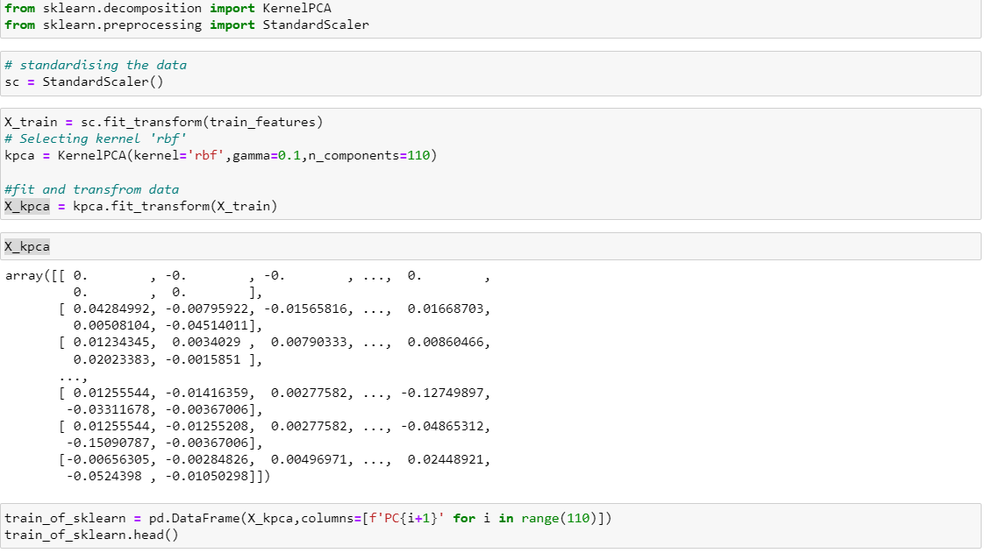 from sklearn.decomposition import KernelPCA
from sklearn.preprocessing import StandardScaler
# standardising the data
sc = StandardScaler()
X_train = sc.fit_transform(train_features)
# Selecting kernel 'rbf'
kpca = KernelPCA(kernel='rbf',gamma=0.1,n_components=110)
#fit and transfrom data
X_kpca = kpca.fit_transform(X_train)
X_kpca
array([[ 0.        , -0.        , -0.        , ...,  0.        ,
         0.        ,  0.        ],
       [ 0.04284992, -0.00795922, -0.01565816, ...,  0.01668703,
         0.00508104, -0.04514011],
       [ 0.01234345,  0.0034029 ,  0.00790333, ...,  0.00860466,
         0.02023383, -0.0015851 ],
       ...,
       [ 0.01255544, -0.01416359,  0.00277582, ..., -0.12749897,
        -0.03311678, -0.00367006],
       [ 0.01255544, -0.01255208,  0.00277582, ..., -0.04865312,
        -0.15090787, -0.00367006],
       [-0.00656305, -0.00284826,  0.00496971, ...,  0.02448921,
        -0.0524398 , -0.01050298]])
train_of_sklearn = pd.DataFrame(X_kpca,columns=[f'PC{i+1}' for i in range(110)])
train_of_sklearn.head()